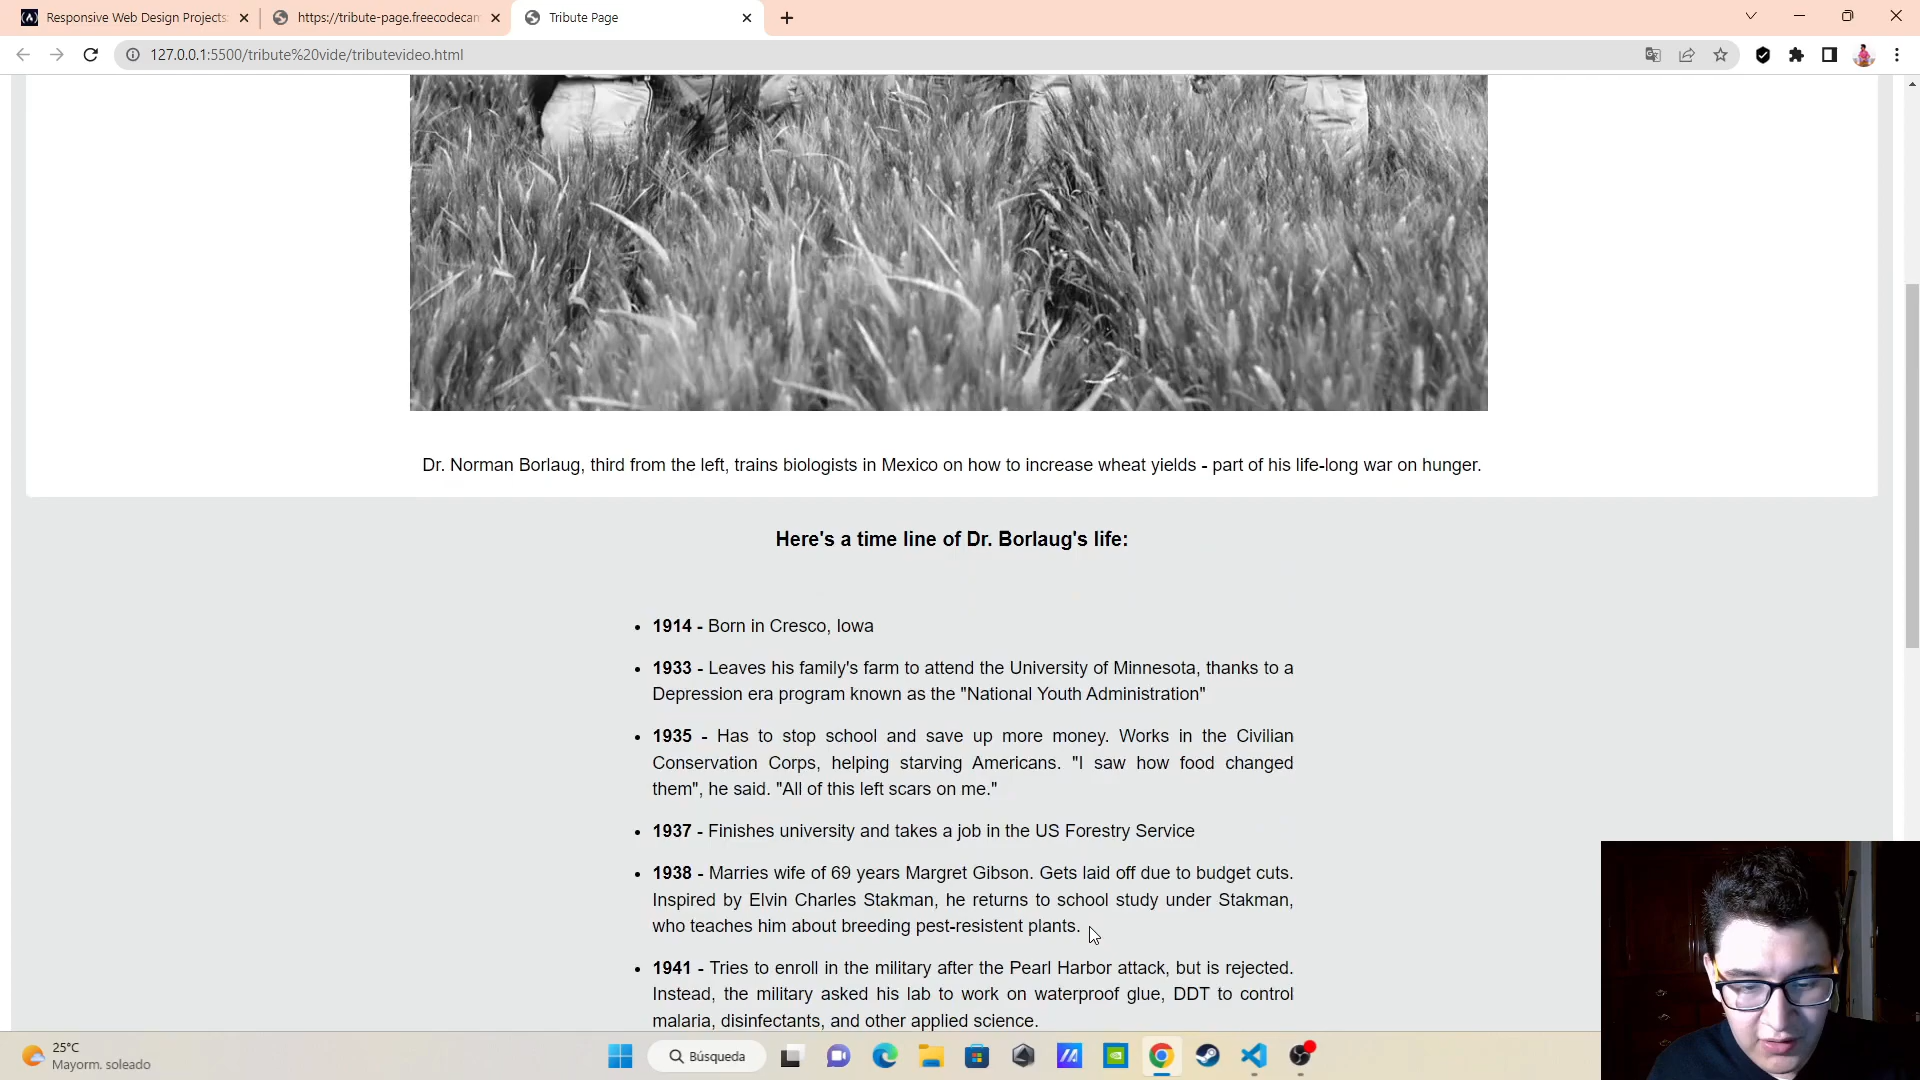 Responsive Web Design Projects:
https://tribute-page.freecodecam
Tribute Page
127.0.0.1:5500/tribute%20vide/tributevideo.html
Dr. Norman Borlaug, third from the left, trains biologists in Mexico on how to increase wheat yields - part of his life-long war on hunger.
Here's a time line of Dr. Borlaug's life:
1914 - Born in Cresco, Iowa
1933 - Leaves his family's farm to attend the University of Minnesota, thanks to a
Depression era program known as the "National Youth Administration"
1935 - Has to stop school and save up more money. Works in the Civilian
Conservation Corps, helping starving Americans. "I saw how food changed
them", he said. "All of this left scars on me."
1937 - Finishes university and takes a job in the US Forestry Service
1938 - Marries wife of 69 years Margret Gibson. Gets laid off due to budget cuts.
Inspired by Elvin Charles Stakman, he returns to school study under Stakman,
who teaches him about breeding pest-resistent plants.
1941 - Tries to enroll in the military after the Pearl Harbor attack, but is rejected.
Instead, the military asked his lab to work on waterproof glue, DDT to control
malaria, disinfectants, and other applied science.
25°C
Mayorm. soleado
Búsqueda